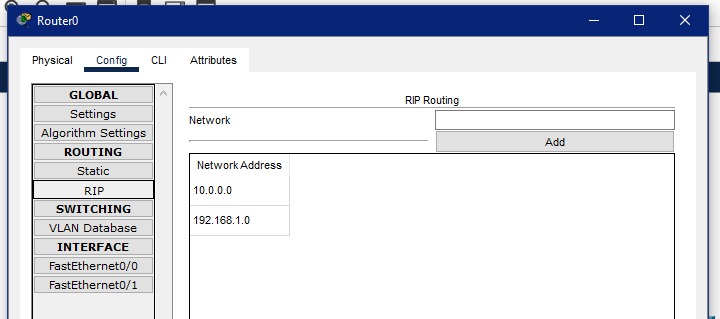 Router0
Physical Config CLI Attributes
GLOBAL
Settings
Algorithm Settings
ROUTING
Static
RIP
SWITCHING
VLAN Database
INTERFACE
FastEthernet0/0
FastEthernet0/1
RIP Routing
Network
Add
Network Address
10.0.0.0
192.168.1.0